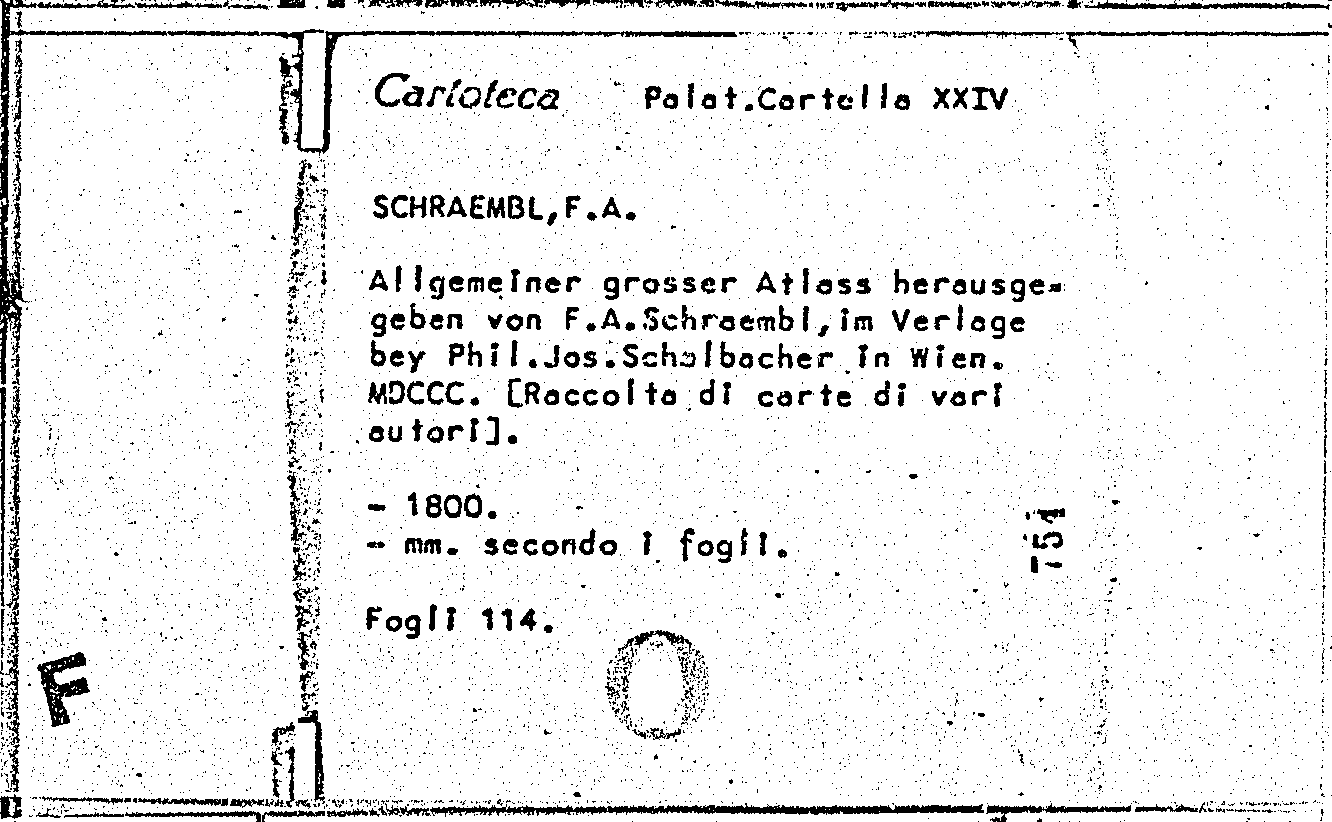 Cartoteca Palat.Cartella XXIV
SCHRAEMBL,F.A.
Allgemeiner grosser Atlass herausge=
geben von F.A.Schraembl,im Verlage
bey Phil.Jos.Schalbacher in Wien.
MDCCC. [Raccolta di carte di vari
autori].
- 1800.
- mm. secondo i fogli.
Fogli 114.
F